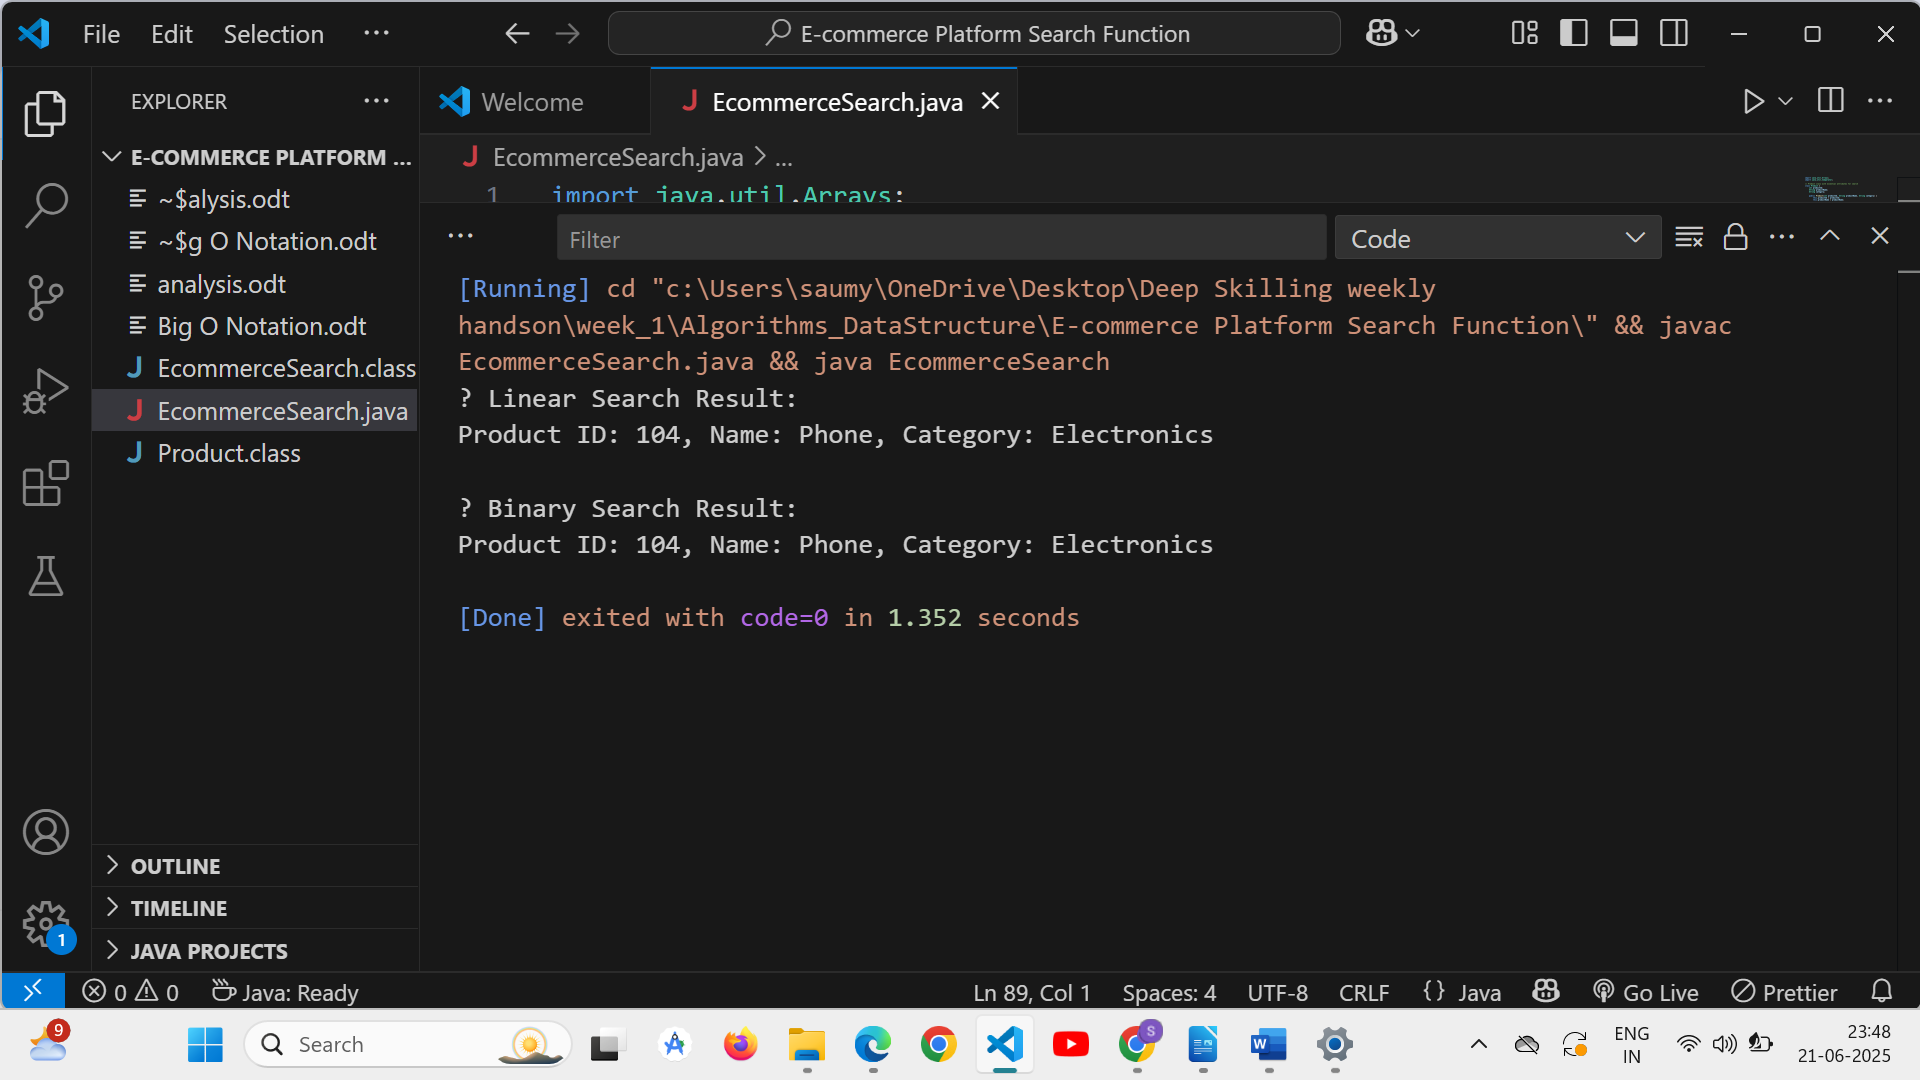 File Edit Selection ···
E-commerce Platform Search Function
EXPLORER
E-COMMERCE PLATFORM ...
~$alysis.odt
~$g O Notation.odt
analysis.odt
Big O Notation.odt
EcommerceSearch.class
EcommerceSearch.java
Product.class
OUTLINE
TIMELINE
JAVA PROJECTS
1
Welcome
EcommerceSearch.java
EcommerceSearch.java > ...
1 import java.util.Arrays;
Filter
Code
[Running] cd "c:\Users\saumy\OneDrive\Desktop\Deep Skilling weekly
handson\week_1\Algorithms_DataStructure\E-commerce Platform Search Function\" && javac
EcommerceSearch.java && java EcommerceSearch
? Linear Search Result:
Product ID: 104, Name: Phone, Category: Electronics
? Binary Search Result:
Product ID: 104, Name: Phone, Category: Electronics
[Done] exited with code=0 in 1.352 seconds
0 0 Java: Ready
Ln 89, Col 1 Spaces: 4 UTF-8 CRLF {} Java Go Live Prettier
9
Search
S
W
ENG
IN
23:48
21-06-2025